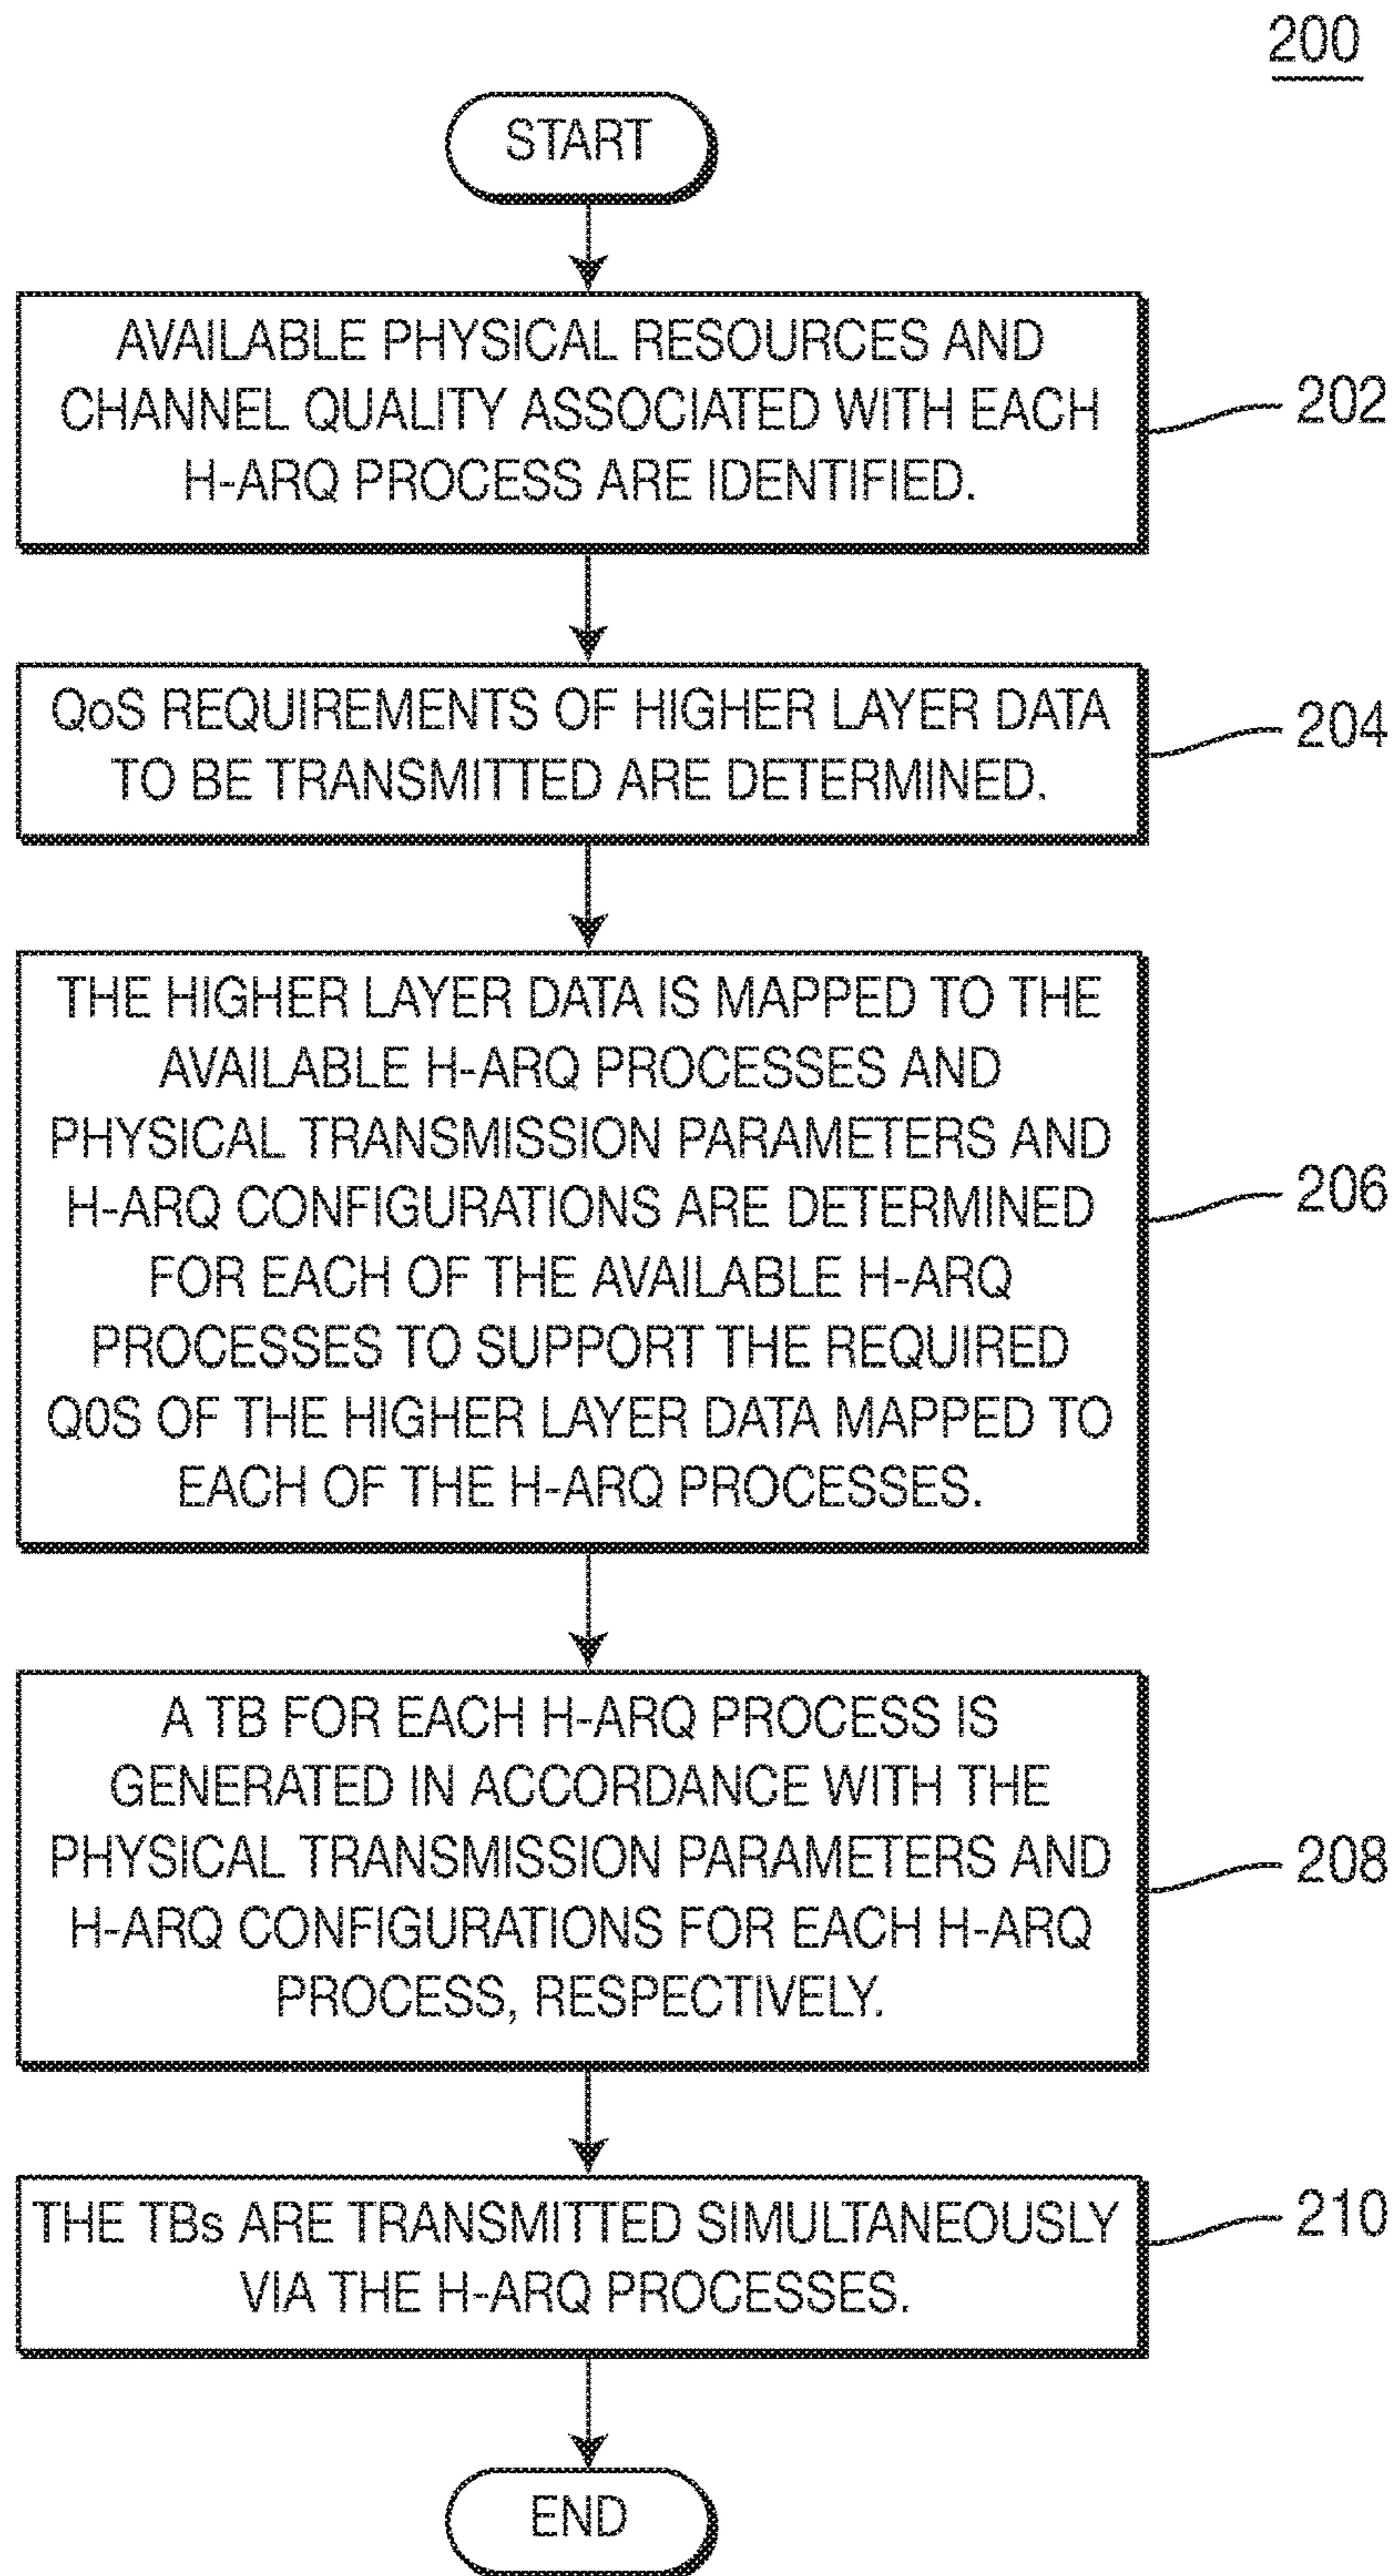 200
START
AVAILABLE PHYSICAL RESOURCES AND
CHANNEL QUALITY ASSOCIATED WITH EACH
H-ARQ PROCESS ARE IDENTIFIED.
202
QoS REQUIREMENTS OF HIGHER LAYER DATA
TO BE TRANSMITTED ARE DETERMINED.
204
THE HIGHER LAYER DATA IS MAPPED TO THE
AVAILABLE H-ARQ PROCESSES AND
PHYSICAL TRANSMISSION PARAMETERS AND
H-ARQ CONFIGURATIONS ARE DETERMINED
FOR EACH OF THE AVAILABLE H-ARQ
PROCESSES TO SUPPORT THE REQUIRED
Q0S OF THE HIGHER LAYER DATA MAPPED TO
EACH OF THE H-ARQ PROCESSES.
206
A TB FOR EACH H-ARQ PROCESS IS
GENERATED IN ACCORDANCE WITH THE
PHYSICAL TRANSMISSION PARAMETERS AND
H-ARQ CONFIGURATIONS FOR EACH H-ARQ
PROCESS, RESPECTIVELY.
208
THE TBs ARE TRANSMITTED SIMULTANEOUSLY
VIA THE H-ARQ PROCESSES.
210
END